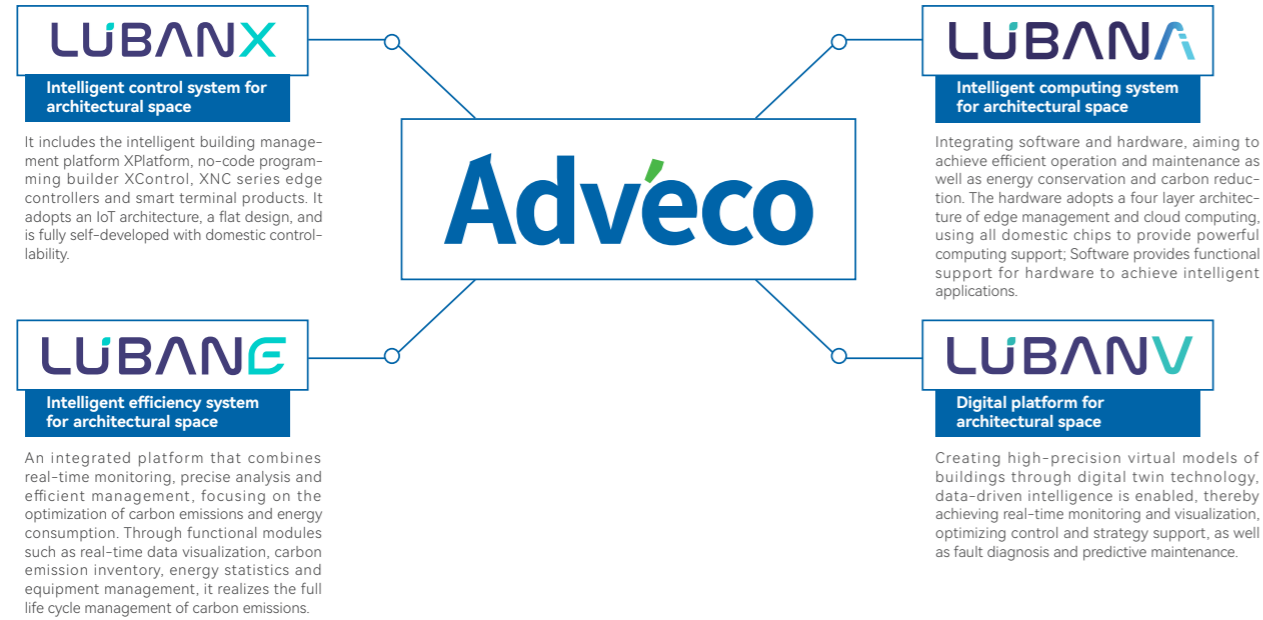 LUBANX
Intelligent control system for
architectural space
It includes the intelligent building manage-
ment platform XPlatform, no-code program-
ming builder XControl, XNC series edge
controllers and smart terminal products. It
adopts an IoT architecture, a flat design, and
is fully self-developed with domestic control-
lability.
LUBANE
Intelligent efficiency system
for architectural space
An integrated platform that combines
real-time monitoring, precise analysis and
efficient management, focusing on the
optimization of carbon emissions and energy
consumption. Through functional modules
such as real-time data visualization, carbon
emission inventory, energy statistics and
equipment management, it realizes the full
life cycle management of carbon emissions.
Adveco
LUBANA
Intelligent computing system
for architectural space
Integrating software and hardware, aiming to
achieve efficient operation and maintenance as
well as energy conservation and carbon reduc-
tion. The hardware adopts a four layer architec-
ture of edge management and cloud computing,
using all domestic chips to provide powerful
computing support; Software provides functional
support for hardware to achieve intelligent
applications.
LUBANV
Digital platform for
architectural space
Creating high-precision virtual models of
buildings through digital twin technology,
data-driven intelligence is enabled, thereby
achieving real-time monitoring and visualization,
optimizing control and strategy support, as well
as fault diagnosis and predictive maintenance.